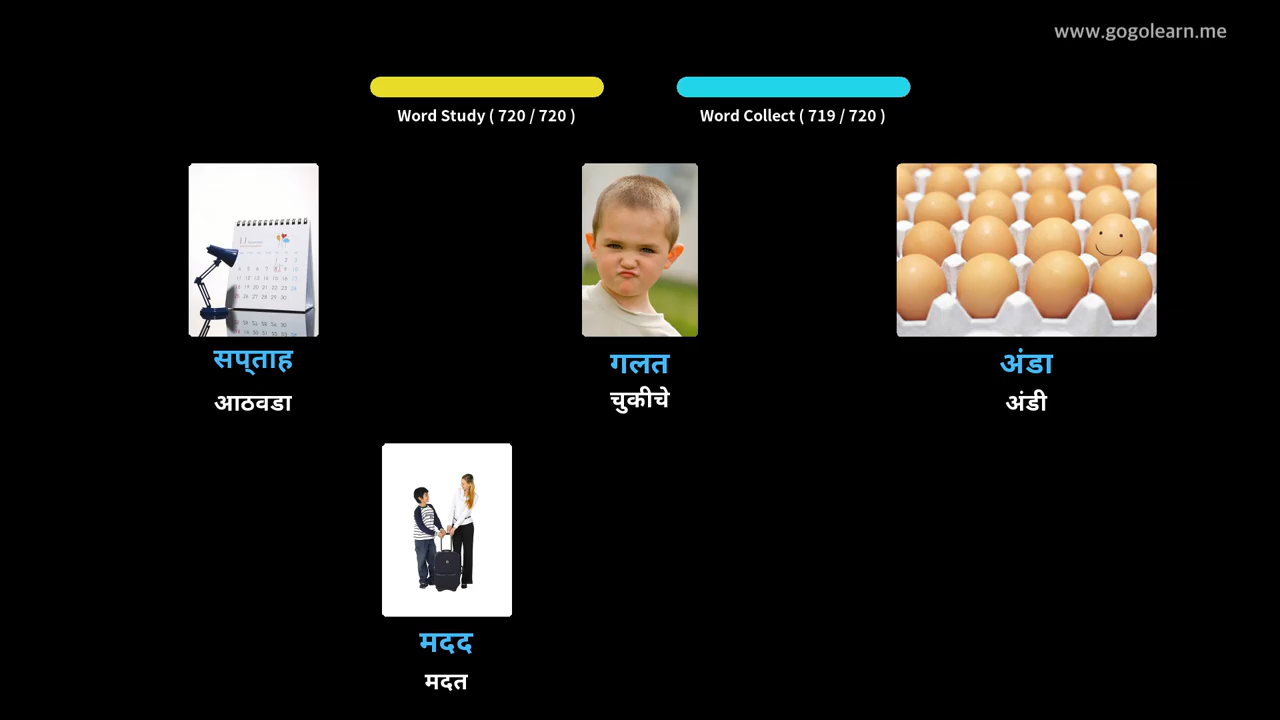 www.gogolearn.me
Word Study ( 720 / 720 )
Word Collect ( 719 / 720 )
सप्ताह
आठवडा
गलत
चुकीचे
अंडा
अंडी
मदद
मदत